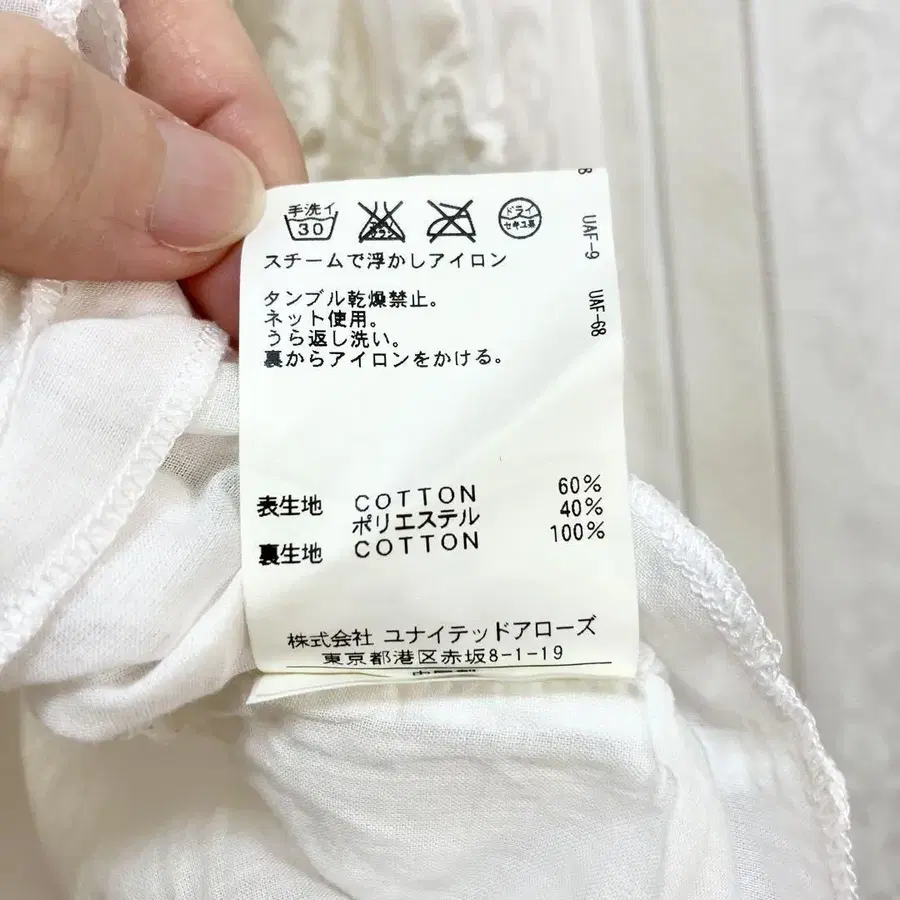 手洗イ
30
ドライ
セキユ系
スチームで浮かしアイロン
タンブル乾燥禁止。
ネット使用。
うら返し洗い。
裏からアイロンをかける。
表生地 COTTON 60%
ポリエステル 40%
裏生地 COTTON 100%
株式会社 ユナイテッドアローズ
東京都港区赤坂8-1-19
B UAF-9 UAF-68